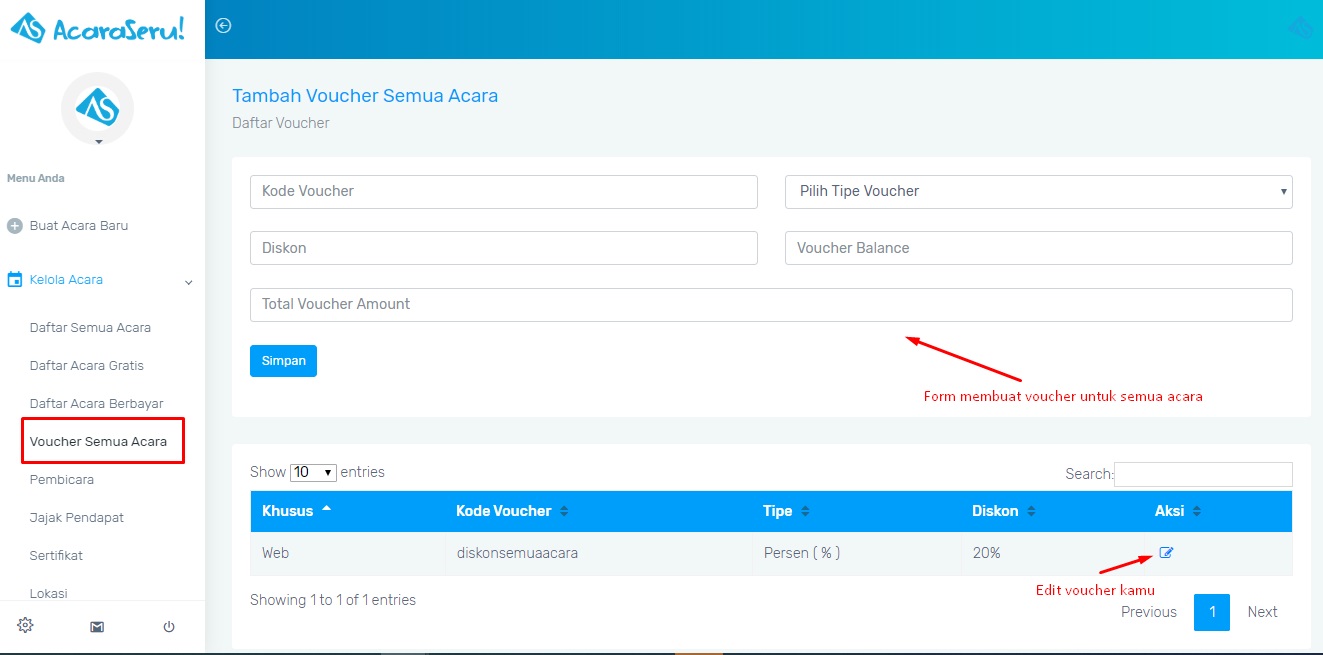 AcaraSeru!
Menu Anda
Buat Acara Baru
Kelola Acara
Daftar Semua Acara
Daftar Acara Gratis
Daftar Acara Berbayar
Voucher Semua Acara
Pembicara
Jajak Pendapat
Sertifikat
Lokasi
Tambah Voucher Semua Acara
Daftar Voucher
Kode Voucher Pilih Tipe Voucher
Diskon Voucher Balance
Total Voucher Amount
Simpan
Form membuat voucher untuk semua acara
Show 10 entries Search:
Khusus Kode Voucher Tipe Diskon Aksi
Web diskonsemuaacara Persen ( % ) 20%
Edit voucher kamu
Showing 1 to 1 of 1 entries
Previous 1 Next